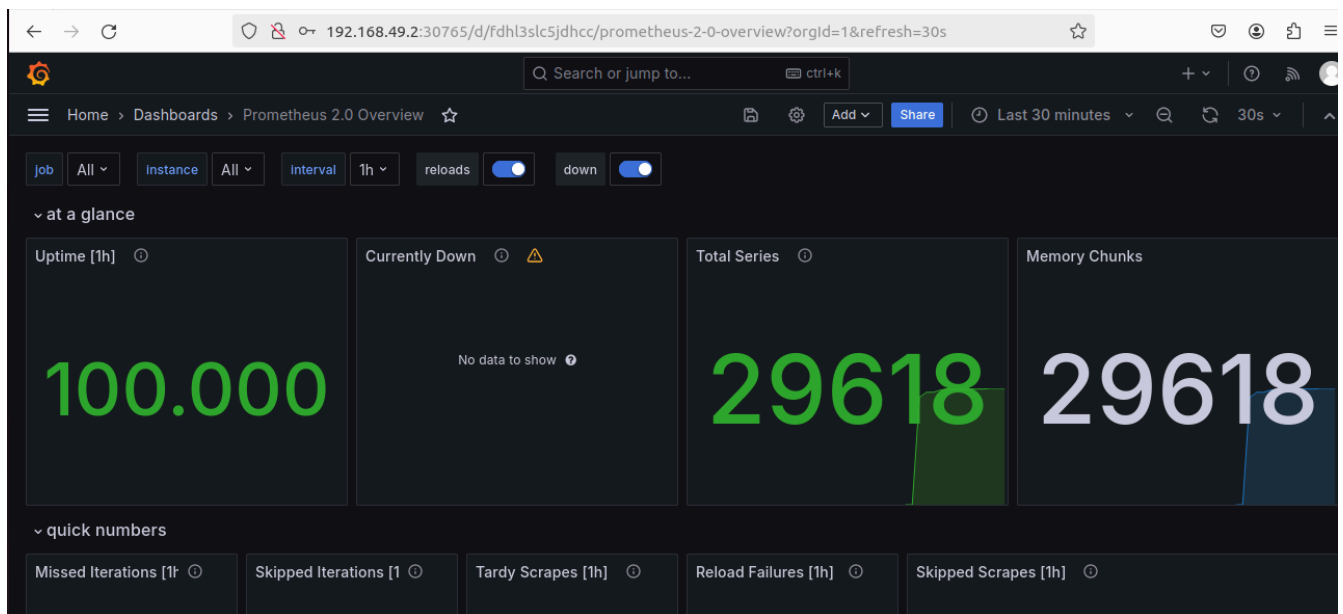 192.168.49.2:30765/d/fdhl3slc5jdhcc/prometheus-2-0-overview?orgId=1&refresh=30s
Search or jump to... ctrl+k
Home › Dashboards › Prometheus 2.0 Overview Add Share Last 30 minutes 30s
job All instance All interval 1h reloads down
at a glance
Uptime [1h] Currently Down Total Series Memory Chunks
No data to show
100.000 29618 29618
quick numbers
Missed Iterations [1h Skipped Iterations [1 Tardy Scrapes [1h] Reload Failures [1h] Skipped Scrapes [1h]